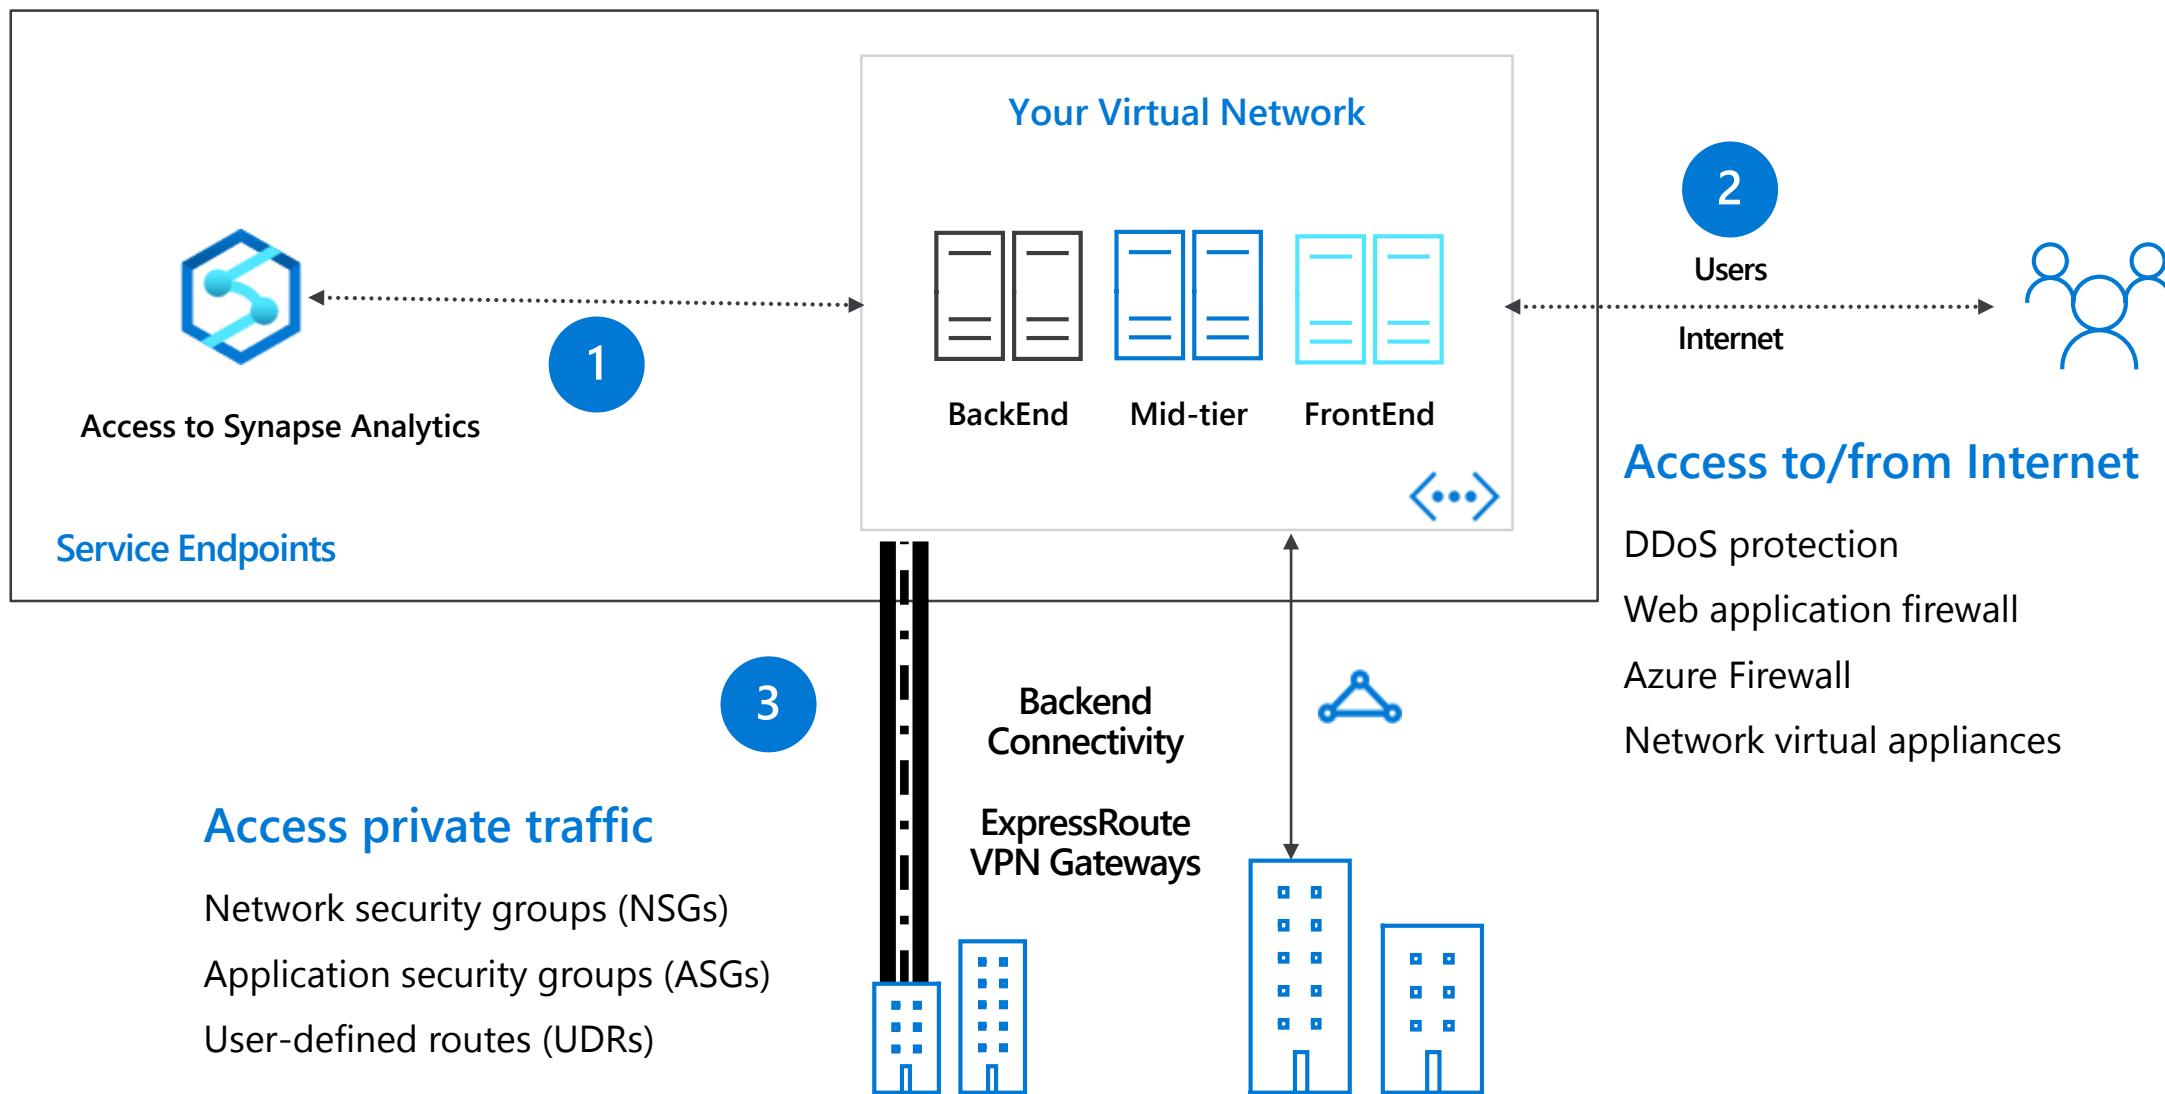 Your Virtual Network
2
Users
Internet
1
BackEnd
Mid-tier
FrontEnd
Access to Synapse Analytics
Service Endpoints
Access to/from Internet
DDoS protection
Web application firewall
Azure Firewall
Network virtual appliances
3
Backend
Connectivity
ExpressRoute
VPN Gateways
Access private traffic
Network security groups (NSGs)
Application security groups (ASGs)
User-defined routes (UDRs)